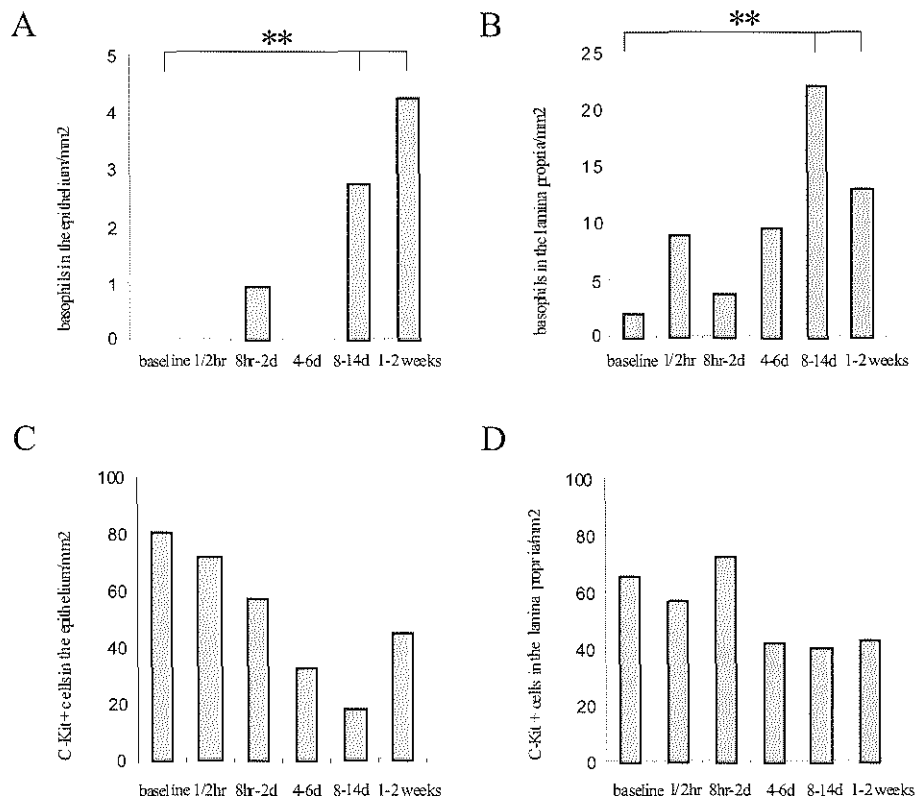 A
**
basophils in the epithelium/mm2
5
4
3
2
1
0
baseline 1/2hr 8hr-2d 4-6d 8-14d 1-2 weeks
B
**
basophils in the lamina propria/mm2
25
20
15
10
5
0
baseline 1/2hr 8hr-2d 4-6d 8-14d 1-2 weeks
C
C-Kit+ cells in the epithelium/mm2
100
80
60
40
20
0
baseline 1/2hr 8hr-2d 4-6d 8-14d 1-2 weeks
D
C-Kit+ cells in the lamina propria/mm2
100
80
60
40
20
0
baseline 1/2hr 8hr-2d 4-6d 8-14d 1-2 weeks